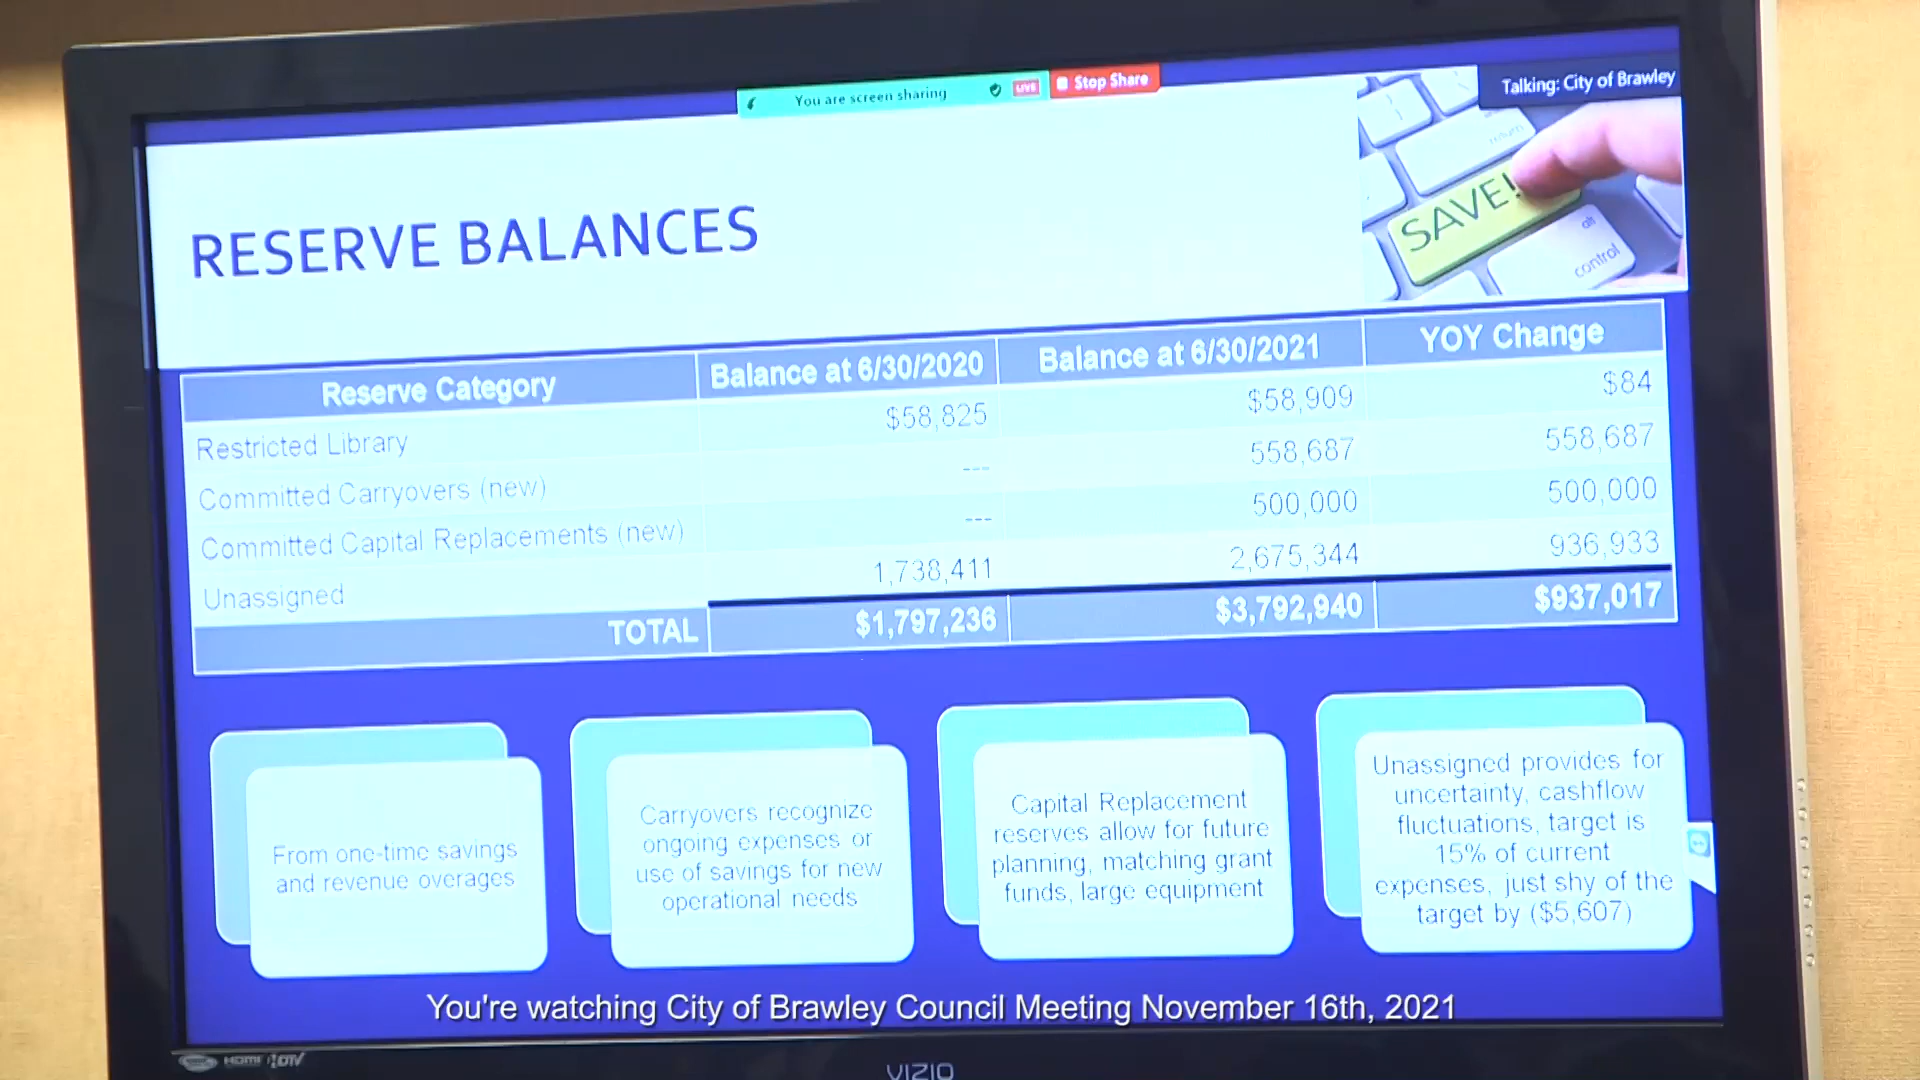 You are screen sharing LIVE Stop Share
Talking: City of Brawley
return
SAVE!
alt
control
RESERVE BALANCES
Reserve Category Balance at 6/30/2020 Balance at 6/30/2021 YOY Change
Restricted Library $58,825 $58,909 $84
Committed Carryovers (new) --- 558,687 558,687
Committed Capital Replacements (new) --- 500,000 500,000
Unassigned 1,738,411 2,675,344 936,933
TOTAL $1,797,236 $3,792,940 $937,017
From one-time savings
and revenue overages
Carryovers recognize
ongoing expenses or
use of savings for new
operational needs
Capital Replacement
reserves allow for future
planning, matching grant
funds, large equipment
Unassigned provides for
uncertainty, cashflow
fluctuations, target is
15% of current
expenses, just shy of the
target by ($5,607)
You're watching City of Brawley Council Meeting November 16th, 2021
HDMI
VIZIO